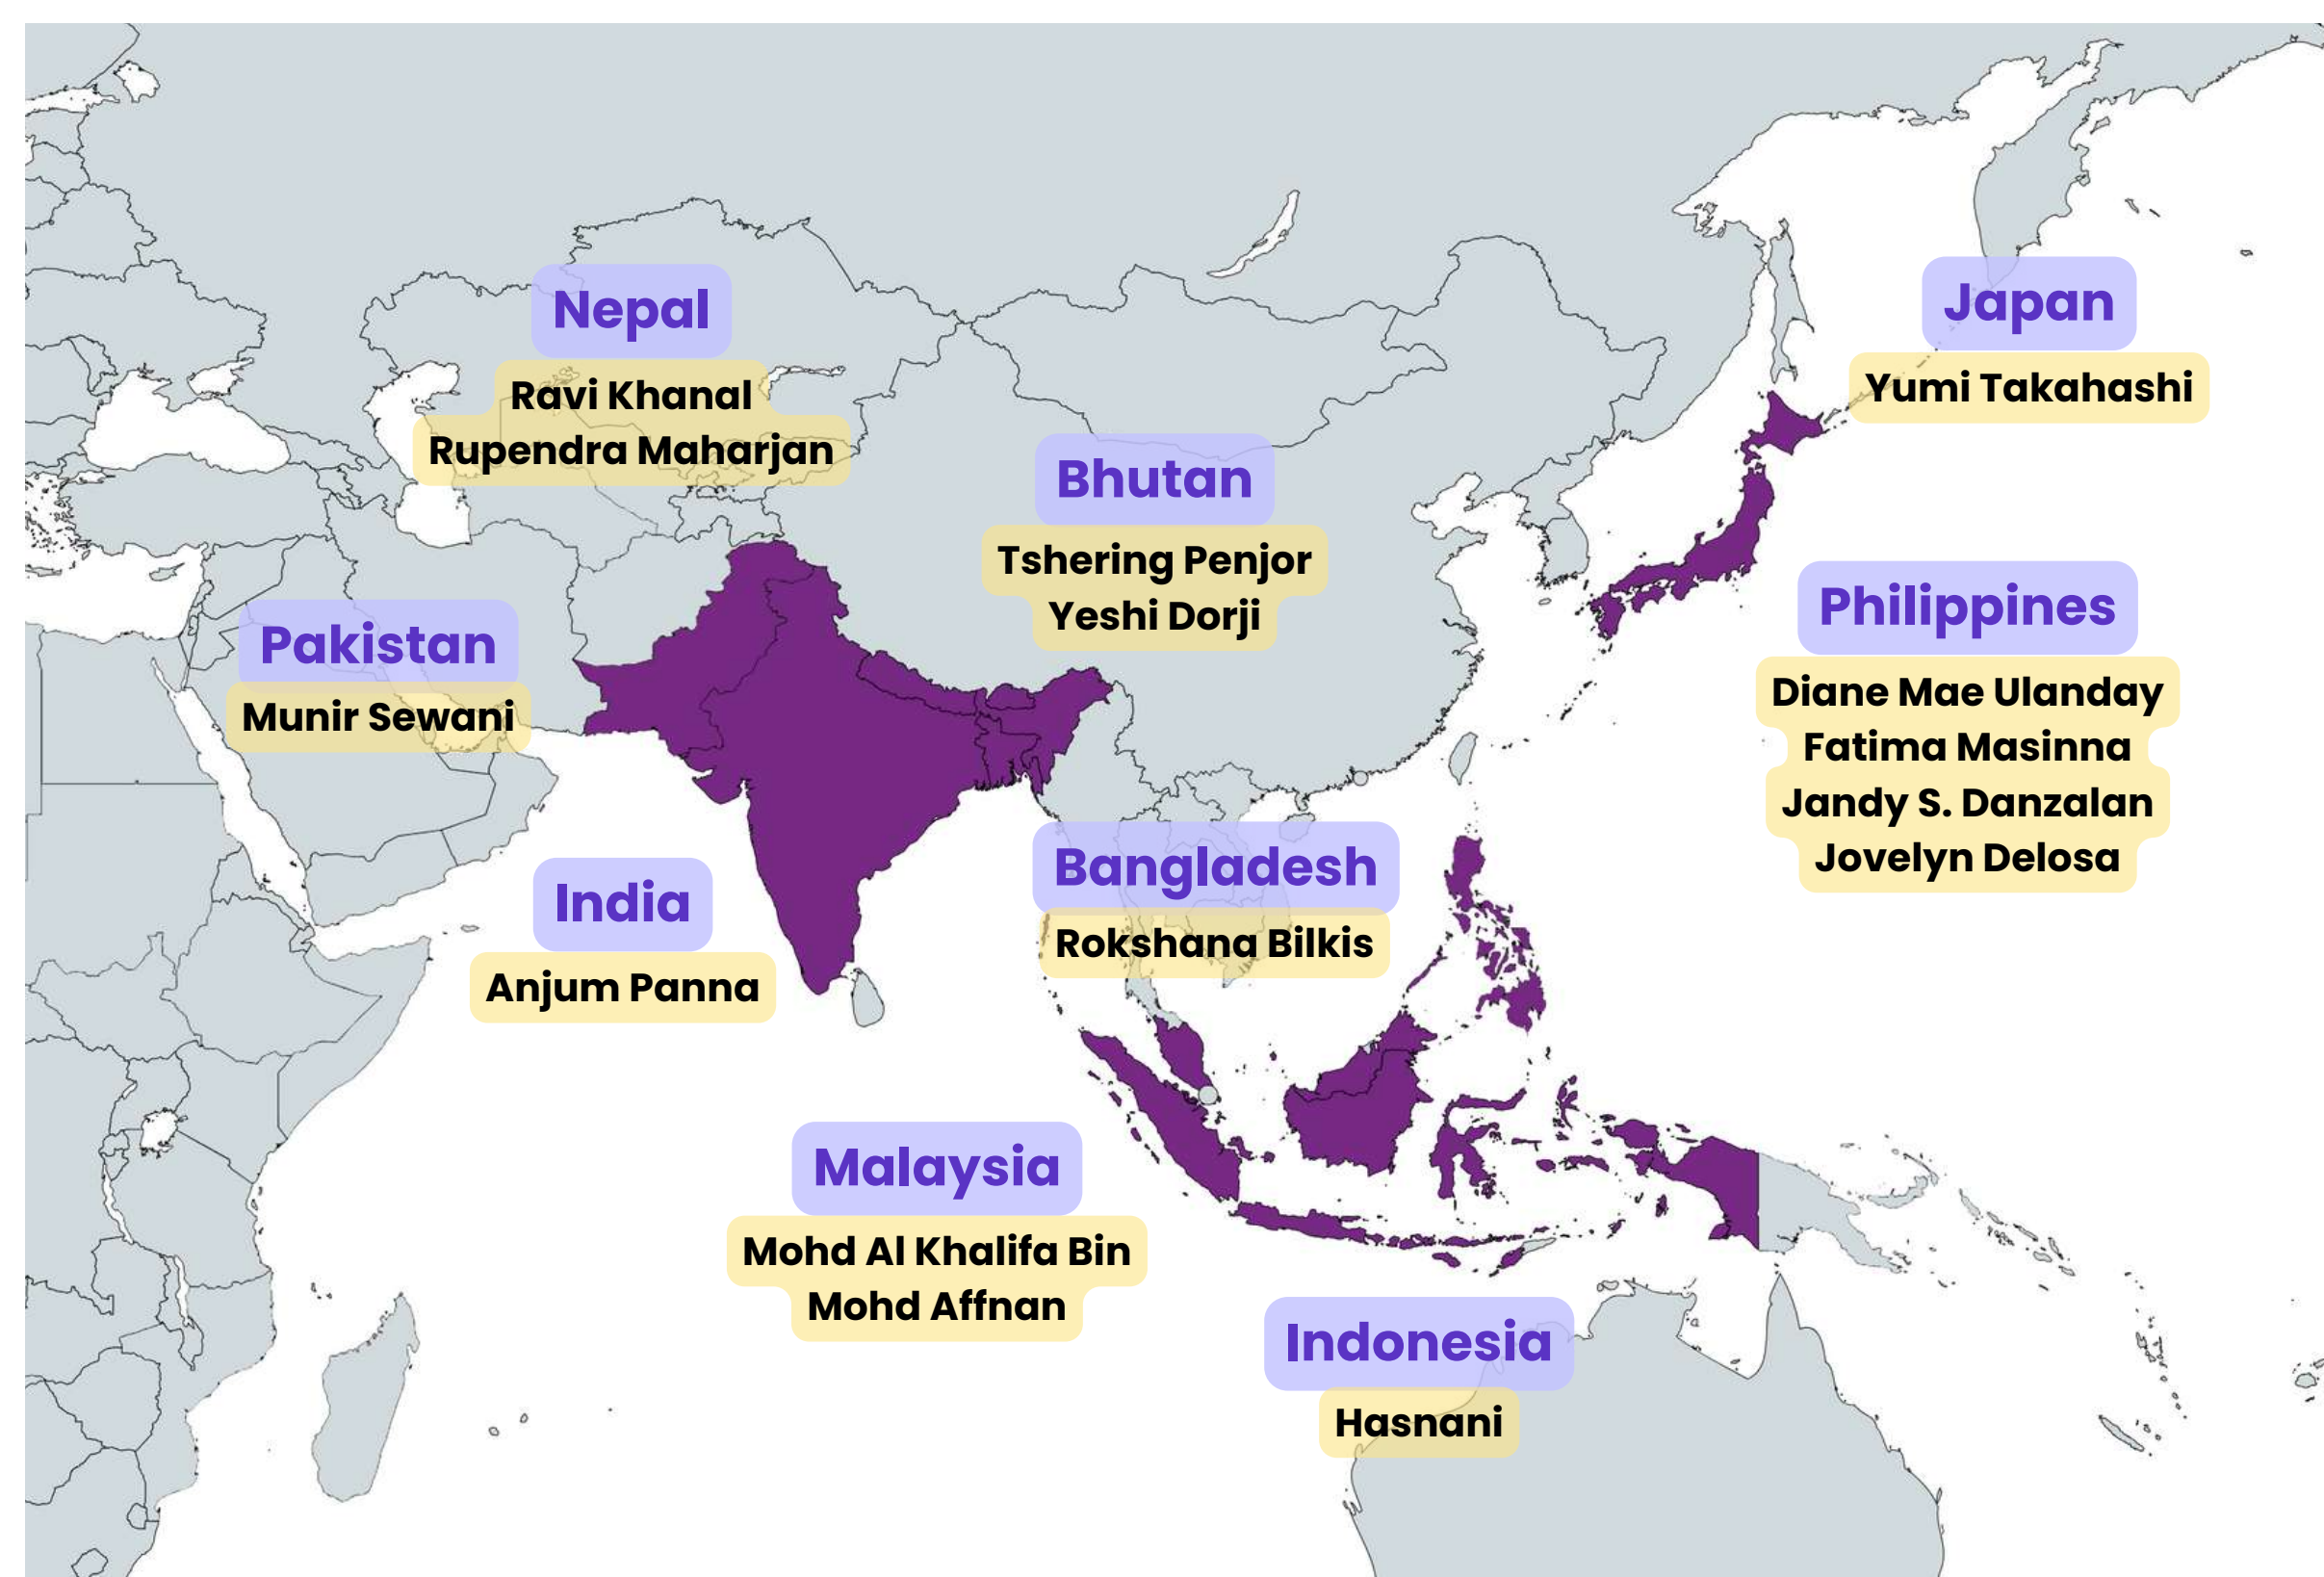 Nepal
Ravi Khanal
Rupendra Maharjan
Japan
Yumi Takahashi
Bhutan
Tshering Penjor
Yeshi Dorji
Pakistan
Munir Sewani
Philippines
Diane Mae Ulanday
Fatima Masinna
Jandy S. Danzalan
Jovelyn Delosa
India
Anjum Panna
Bangladesh
Rokshana Bilkis
Malaysia
Mohd Al Khalifa Bin
Mohd Affnan
Indonesia
Hasnani